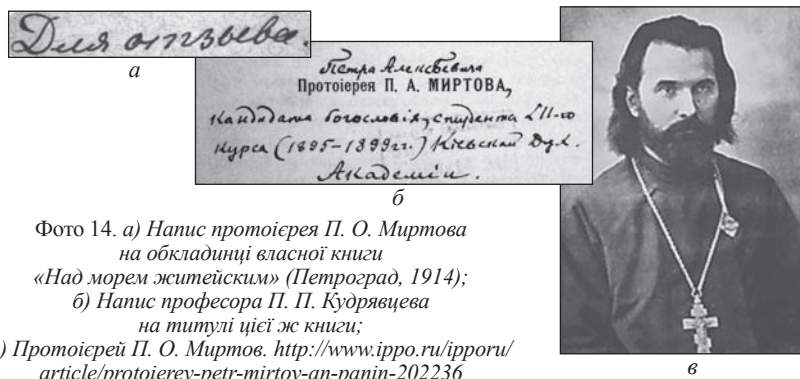 Для отзыва.
а
Петра Алексѣевича
Протоіерея П. А. МИРТОВА,
кандидата богословія, студента LII-го
курса (1895–1899 гг.) Кіевской Дух.
Академіи.
б
Фото 14. а) Напис протоієрея П. О. Миртова
на обкладинці власної книги
«Над морем житейским» (Петроград, 1914);
б) Напис професора П. П. Кудрявцева
на титулі цієї ж книги;
) Протоієрей П. О. Миртов. http://www.ippo.ru/ipporu/
article/protoierey-petr-mirtov-an-panin-202236
в